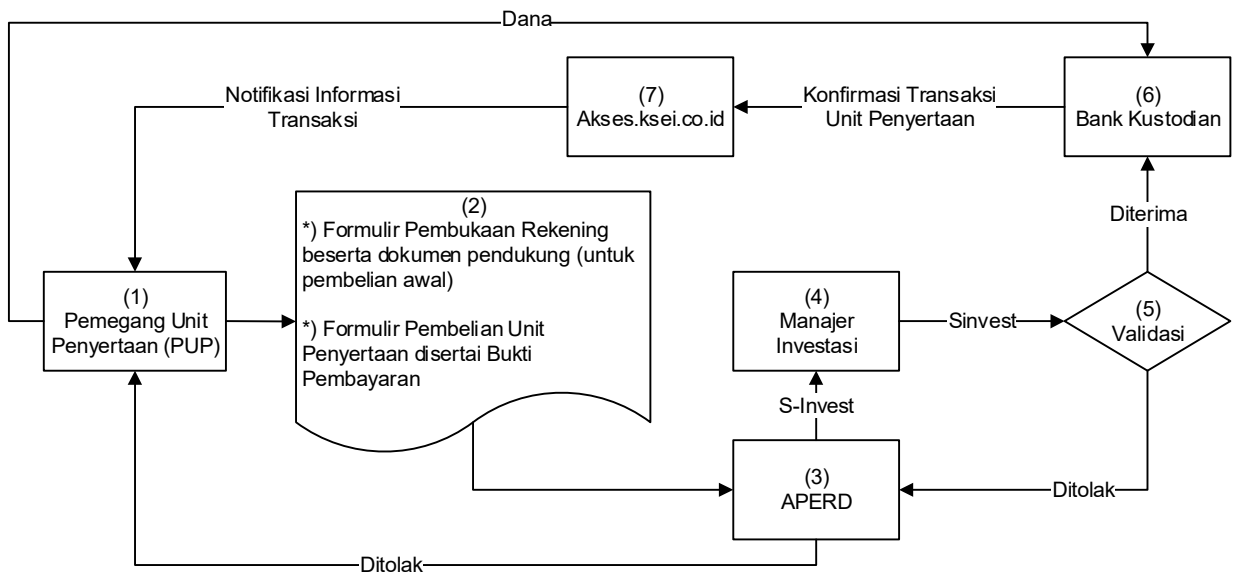 Dana
Notifikasi Informasi
Transaksi
(7)
Akses.ksei.co.id
Konfirmasi Transaksi
Unit Penyertaan
(6)
Bank Kustodian
(2)
*) Formulir Pembukaan Rekening
beserta dokumen pendukung (untuk
pembelian awal)
*) Formulir Pembelian Unit
Penyertaan disertai Bukti
Pembayaran
Diterima
(1)
Pemegang Unit
Penyertaan (PUP)
(4)
Manajer
Investasi
Sinvest
(5)
Validasi
S-Invest
(3)
APERD
Ditolak
Ditolak